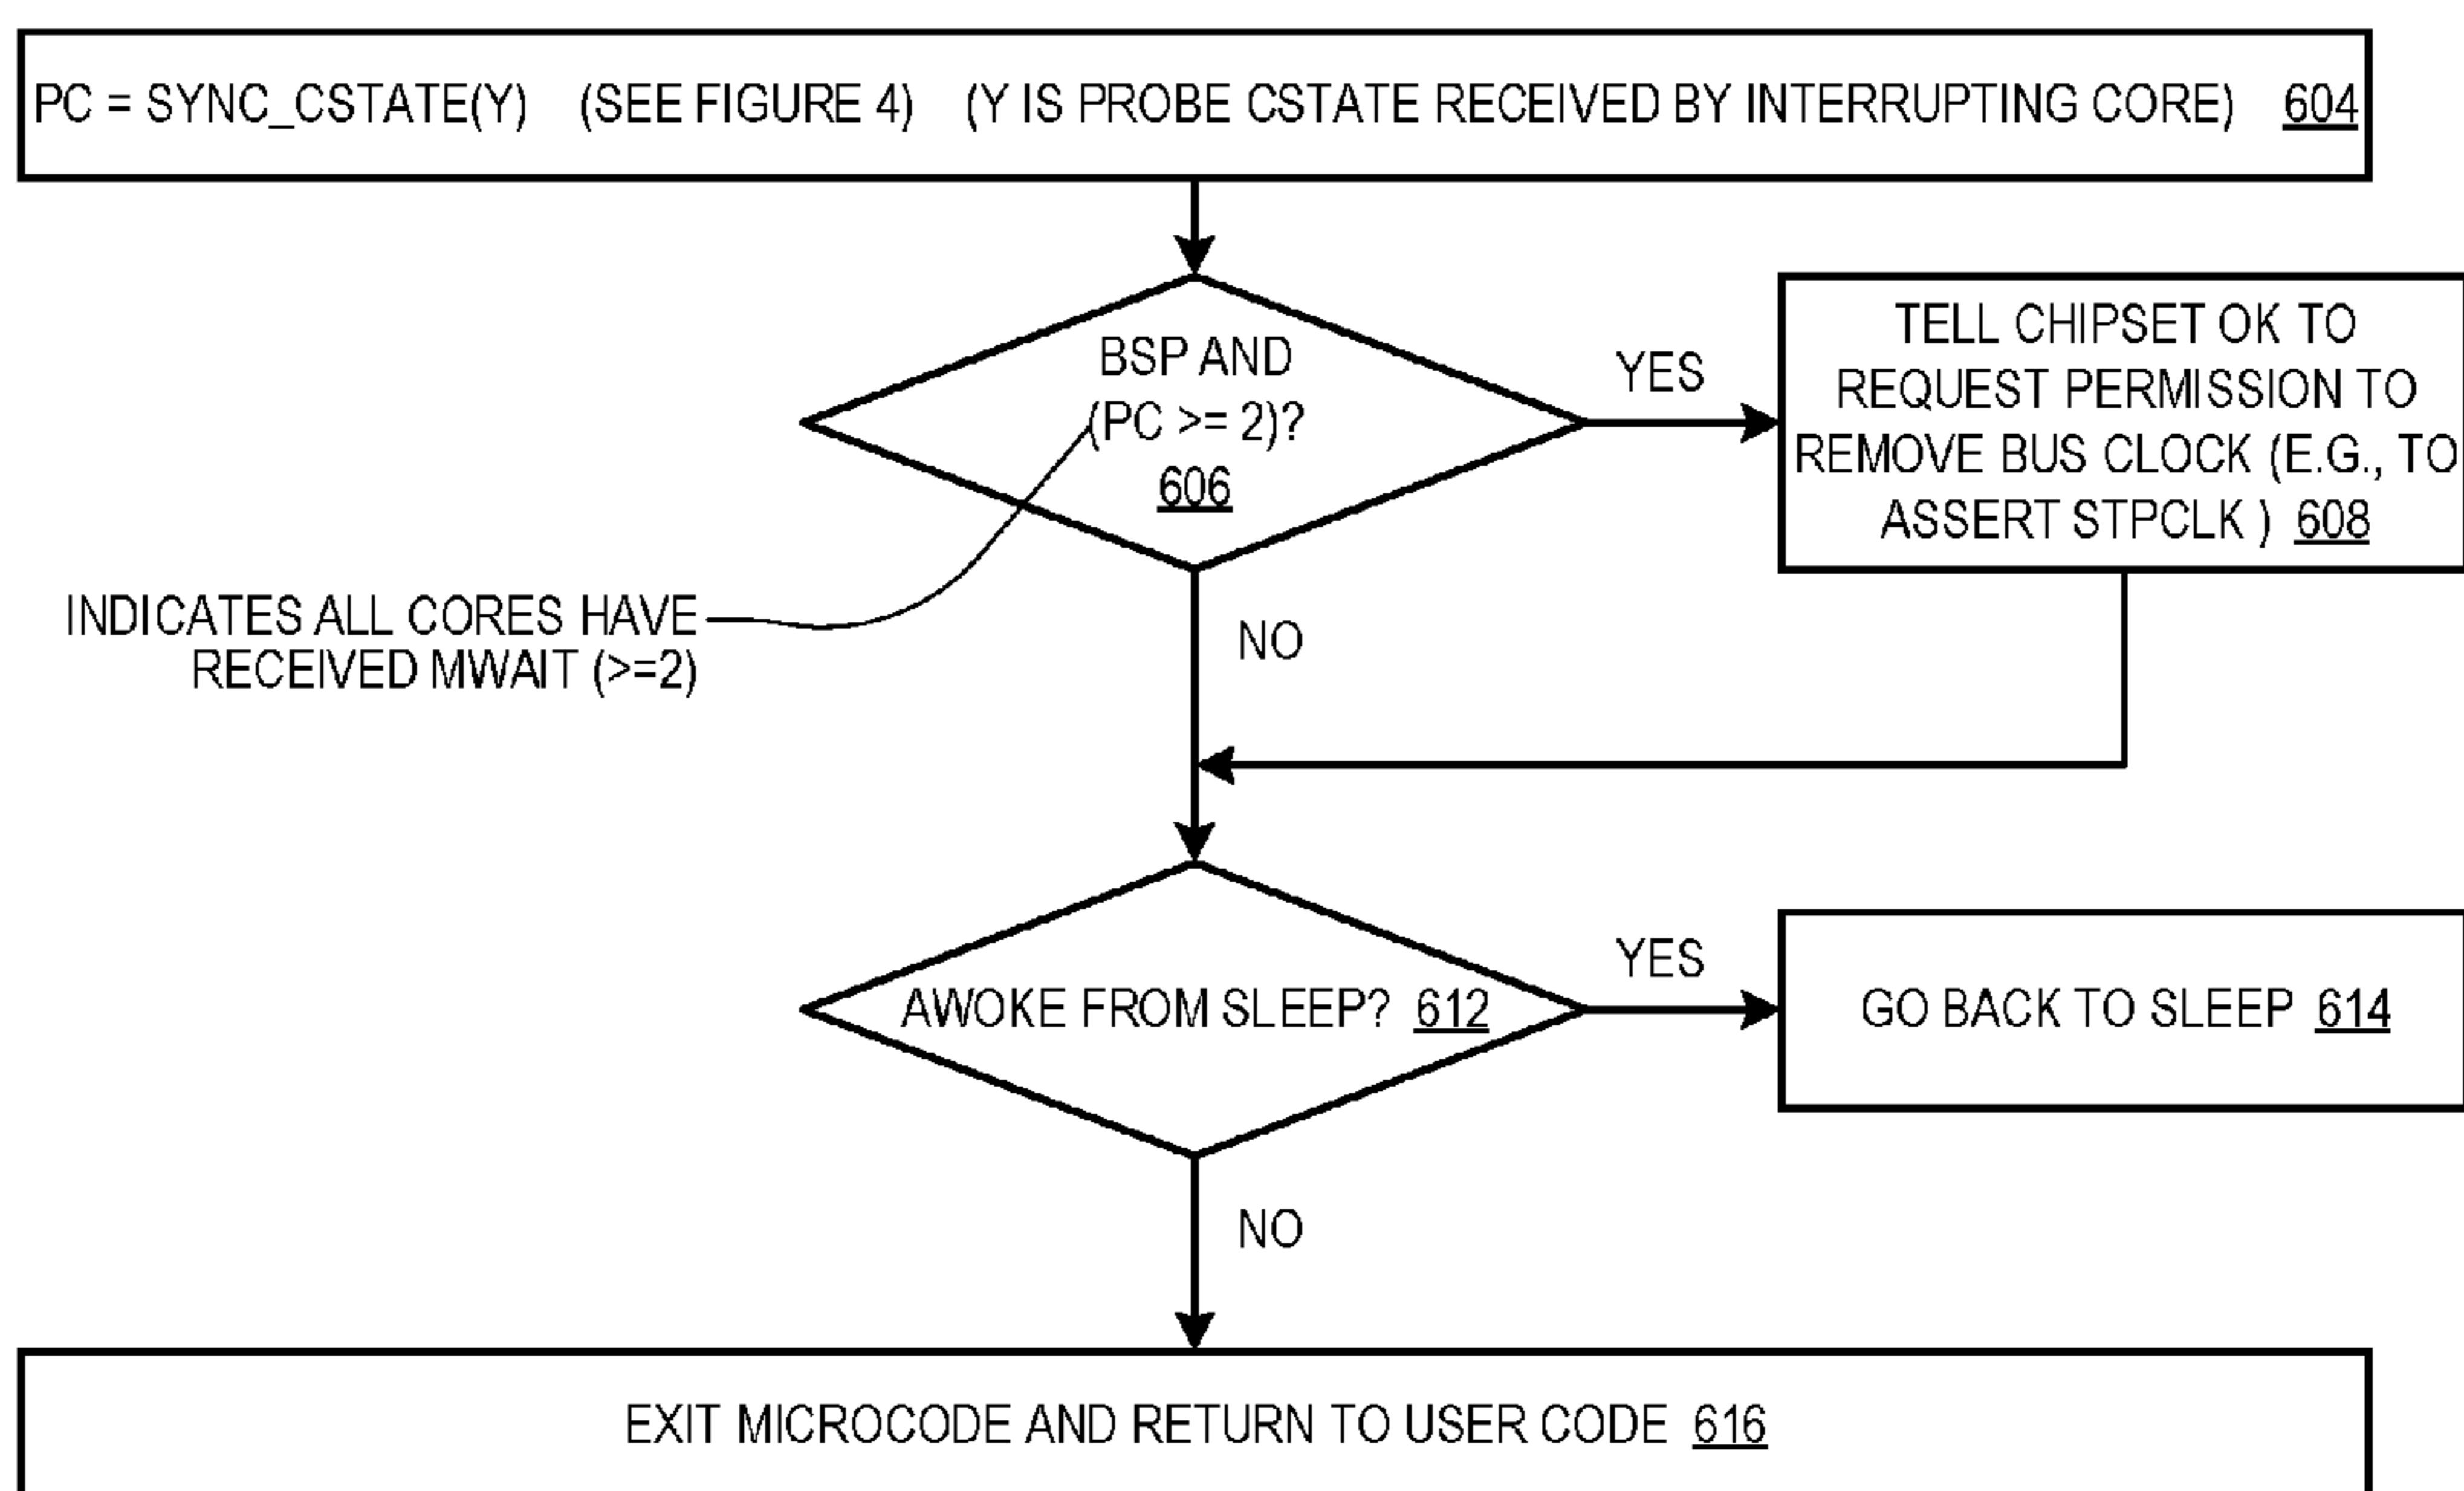 PC = SYNC_CSTATE(Y) (SEE FIGURE 4) (Y IS PROBE CSTATE RECEIVED BY INTERRUPTING CORE) 604
BSP AND
(PC >= 2)?
606
YES
TELL CHIPSET OK TO
REQUEST PERMISSION TO
REMOVE BUS CLOCK (E.G., TO
ASSERT STPCLK ) 608
INDICATES ALL CORES HAVE
RECEIVED MWAIT (>=2)
NO
AWOKE FROM SLEEP? 612
YES
GO BACK TO SLEEP 614
NO
EXIT MICROCODE AND RETURN TO USER CODE 616